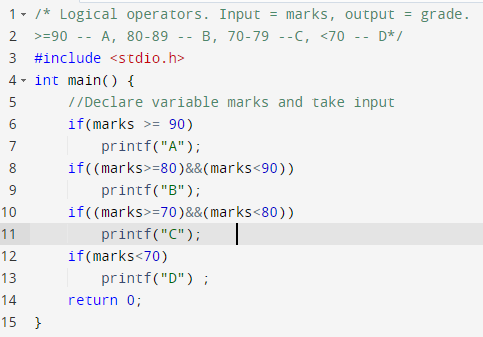 1 /* Logical operators. Input = marks, output = grade.
2 >=90 -- A, 80-89 -- B, 70-79 --C, <70 -- D*/
3 #include <stdio.h>
4 int main() {
5     //Declare variable marks and take input
6     if(marks >= 90)
7         printf("A");
8     if((marks>=80)&&(marks<90))
9         printf("B");
10     if((marks>=70)&&(marks<80))
11         printf("C");
12     if(marks<70)
13         printf("D") ;
14     return 0;
15 }